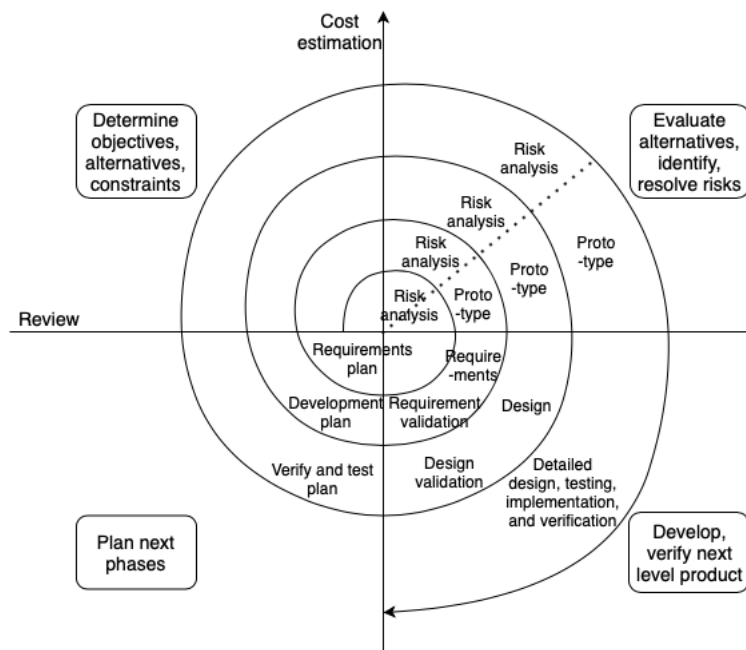 Cost
estimation
Determine
objectives,
alternatives,
constraints
Evaluate
alternatives,
identify,
resolve risks
Risk
analysis
Risk
analysis
Risk
analysis
Risk
analysis
Proto
-type
Proto
-type
Proto
-type
Review
Requirements
plan
Require
-ments
Development
plan
Requirement
validation
Design
Verify and test
plan
Design
validation
Detailed
design, testing,
implementation,
and verification
Plan next
phases
Develop,
verify next
level product